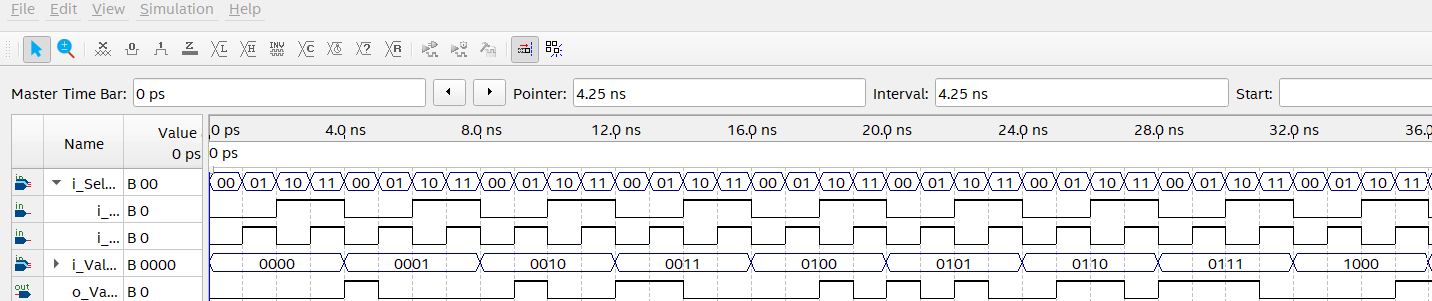 File Edit View Simulation Help
Master Time Bar: 0 ps Pointer: 4.25 ns Interval: 4.25 ns Start:
Name Value 0 ps
0 ps 4.0 ns 8.0 ns 12.0 ns 16.0 ns 20.0 ns 24.0 ns 28.0 ns 32.0 ns 36.0
0 ps
in i_Sel... B 00 00 01 10 11 00 01 10 11 00 01 10 11 00 01 10 11 00 01 10 11 00 01 10 11 00 01 10 11 00 01 10 11 00 01 10 11
in i_... B 0
in i_... B 0
in i_Val... B 0000 0000 0001 0010 0011 0100 0101 0110 0111 1000
out o_Va... B 0